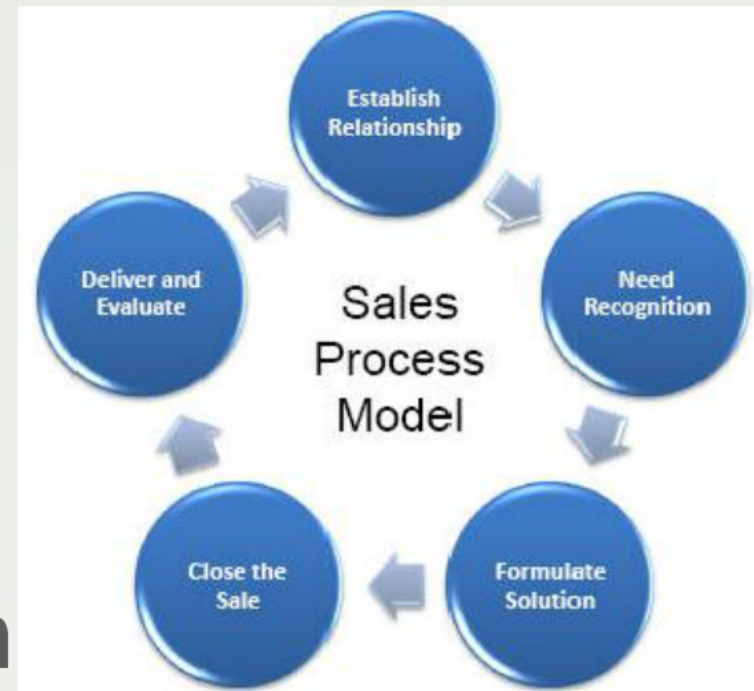 Establish
Relationship
Need
Recognition
Formulate
Solution
Close the
Sale
Deliver and
Evaluate
Sales
Process
Model